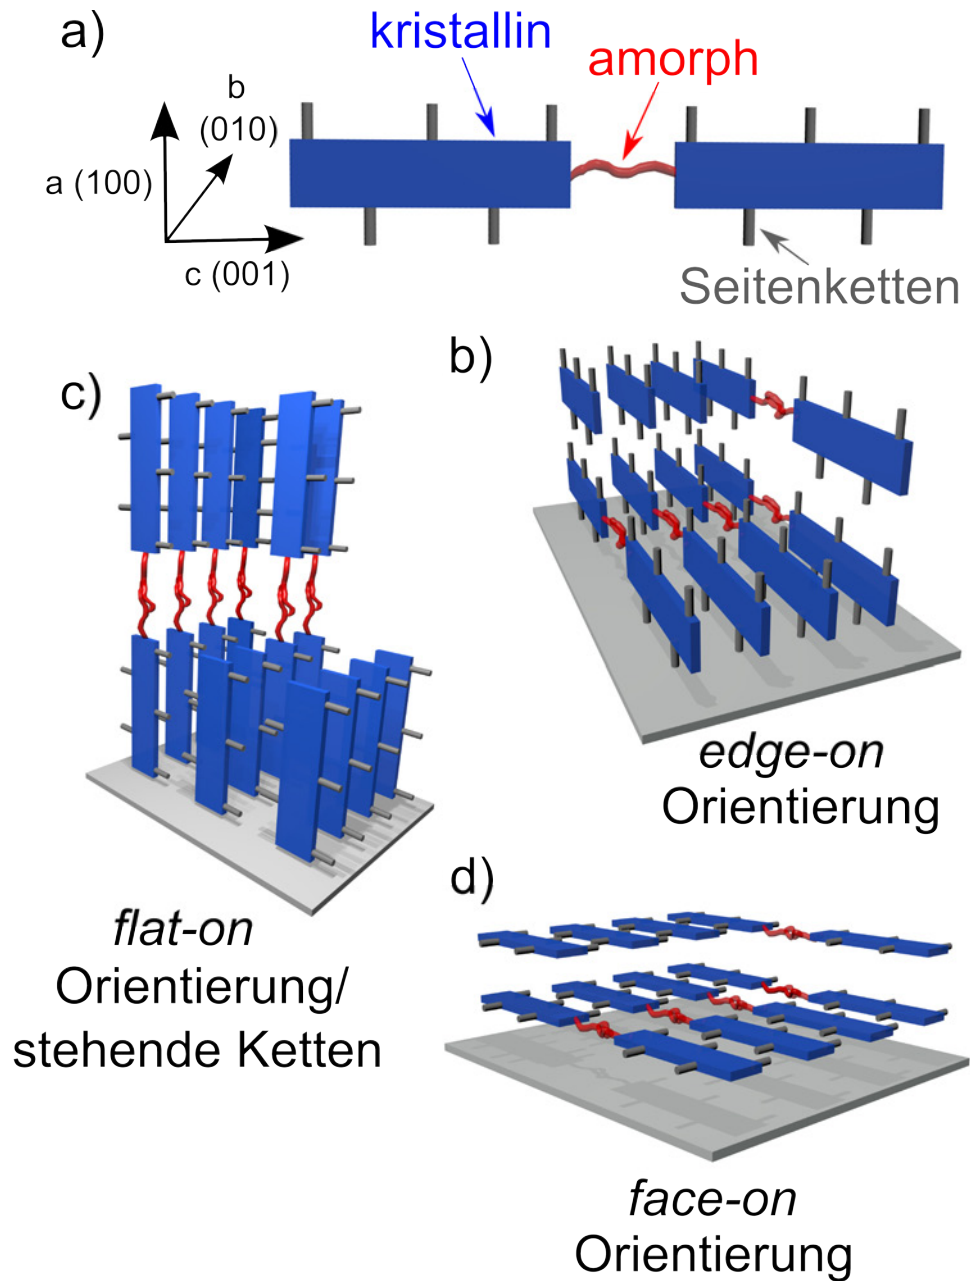 a)
kristallin
amorph
b
(010)
a (100)
c (001)
Seitenketten
b)
c)
edge-on
Orientierung
d)
flat-on
Orientierung/
stehende Ketten
face-on
Orientierung